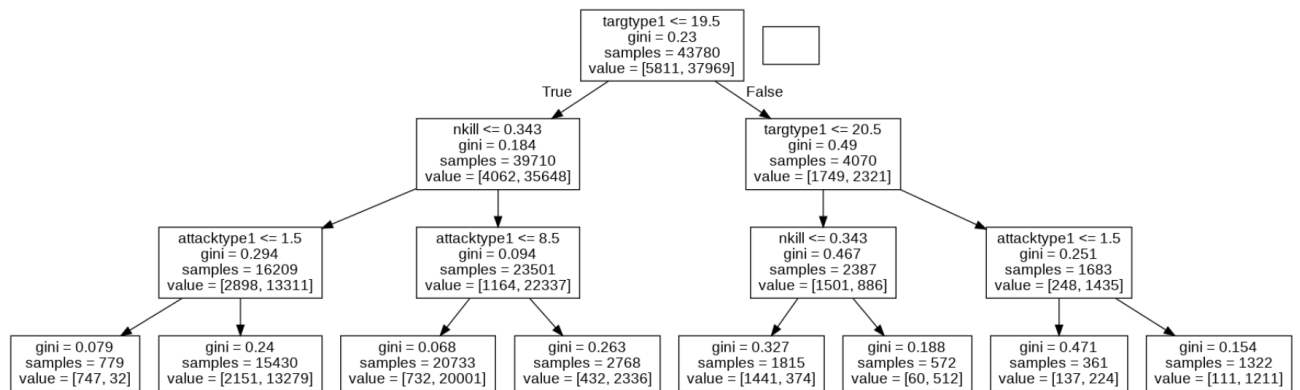 targtype1 <= 19.5
gini = 0.23
samples = 43780
value = [5811, 37969]
True
False
nkill <= 0.343
gini = 0.184
samples = 39710
value = [4062, 35648]
targtype1 <= 20.5
gini = 0.49
samples = 4070
value = [1749, 2321]
attacktype1 <= 1.5
gini = 0.294
samples = 16209
value = [2898, 13311]
attacktype1 <= 8.5
gini = 0.094
samples = 23501
value = [1164, 22337]
nkill <= 0.343
gini = 0.467
samples = 2387
value = [1501, 886]
attacktype1 <= 1.5
gini = 0.251
samples = 1683
value = [248, 1435]
gini = 0.079
samples = 779
value = [747, 32]
gini = 0.24
samples = 15430
value = [2151, 13279]
gini = 0.068
samples = 20733
value = [732, 20001]
gini = 0.263
samples = 2768
value = [432, 2336]
gini = 0.327
samples = 1815
value = [1441, 374]
gini = 0.188
samples = 572
value = [60, 512]
gini = 0.471
samples = 361
value = [137, 224]
gini = 0.154
samples = 1322
value = [111, 1211]